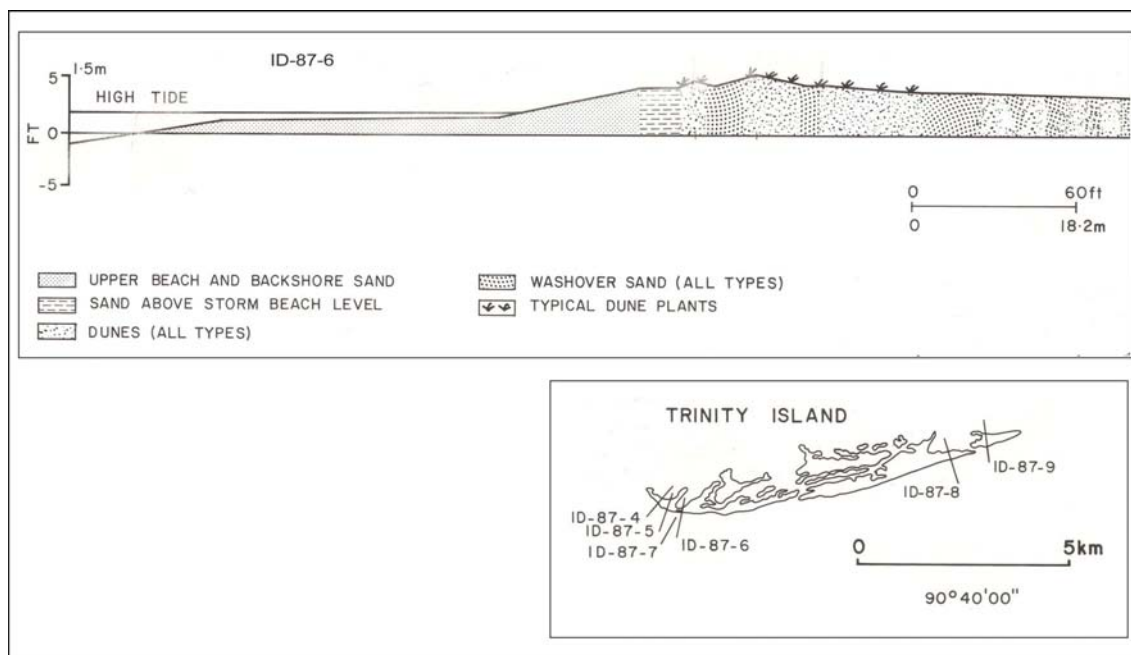 ID-87-6
5 1·5m
HIGH TIDE
FT
0
-5
0 60ft
0 18·2m
UPPER BEACH AND BACKSHORE SAND
SAND ABOVE STORM BEACH LEVEL
DUNES (ALL TYPES)
WASHOVER SAND (ALL TYPES)
TYPICAL DUNE PLANTS
TRINITY ISLAND
ID-87-4
ID-87-5
ID-87-7
ID-87-6
ID-87-8
ID-87-9
0 5km
90°40'00"